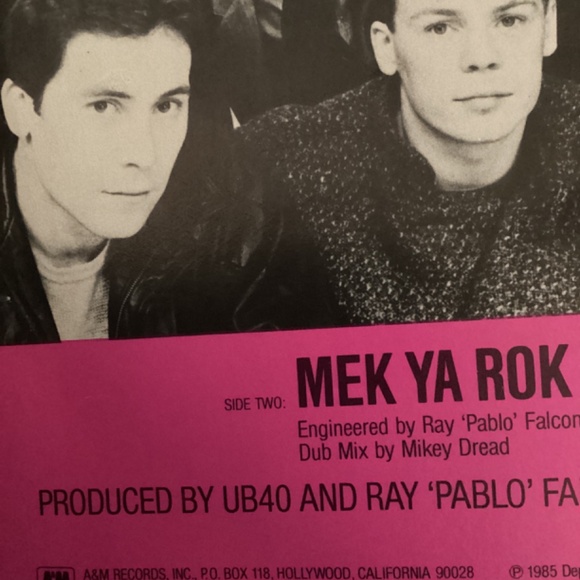 SIDE TWO: MEK YA ROK
Engineered by Ray 'Pablo' Falcon
Dub Mix by Mikey Dread
PRODUCED BY UB40 AND RAY 'PABLO' FA
A&M A&M RECORDS, INC., P.O. BOX 118, HOLLYWOOD, CALIFORNIA 90028 ℗ 1985 De